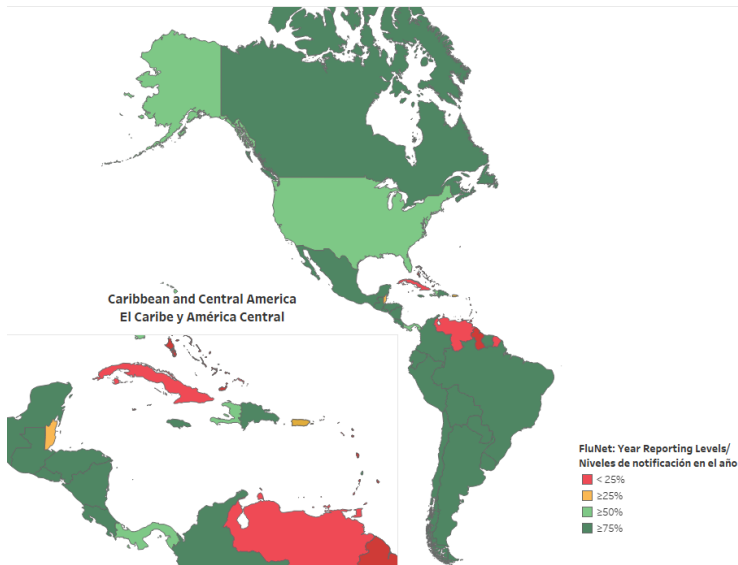 Caribbean and Central America
El Caribe y América Central
FluNet: Year Reporting Levels/
Niveles de notificación en el año
< 25%
≥25%
≥50%
≥75%